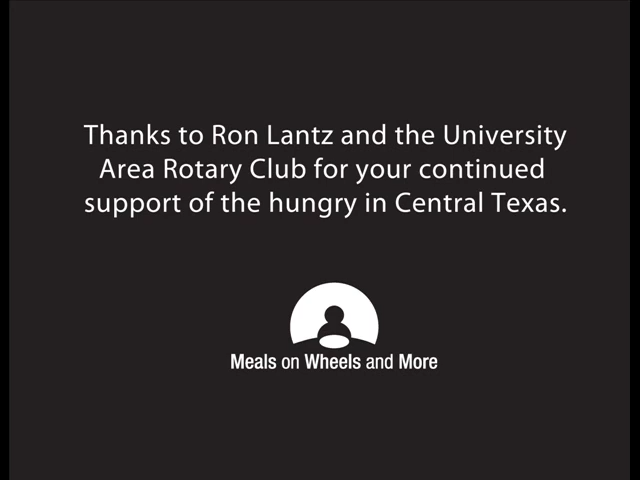 Thanks to Ron Lantz and the University
Area Rotary Club for your continued
support of the hungry in Central Texas.
Meals on Wheels and More